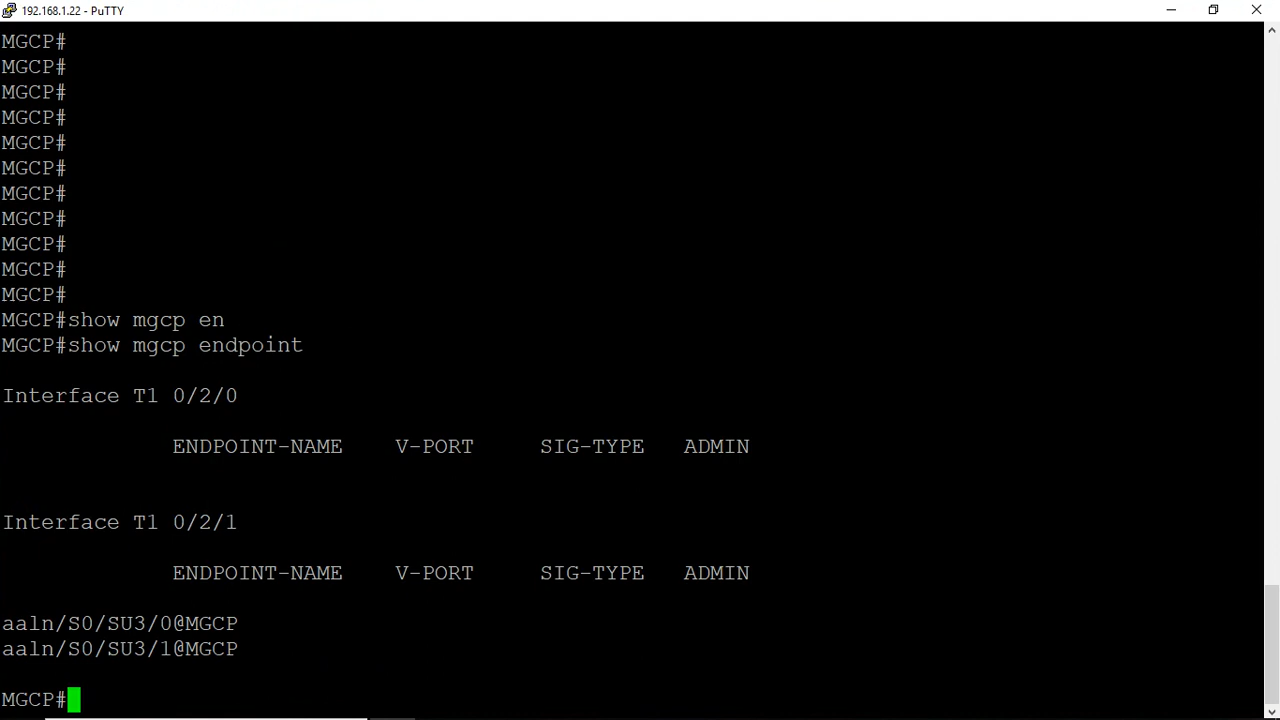 192.168.1.22 - PuTTY
MGCP#
MGCP#
MGCP#
MGCP#
MGCP#
MGCP#
MGCP#
MGCP#
MGCP#
MGCP#
MGCP#
MGCP#show mgcp en
MGCP#show mgcp endpoint
Interface T1 0/2/0
ENDPOINT-NAME V-PORT SIG-TYPE ADMIN
Interface T1 0/2/1
ENDPOINT-NAME V-PORT SIG-TYPE ADMIN
aaln/S0/SU3/0@MGCP
aaln/S0/SU3/1@MGCP
MGCP#